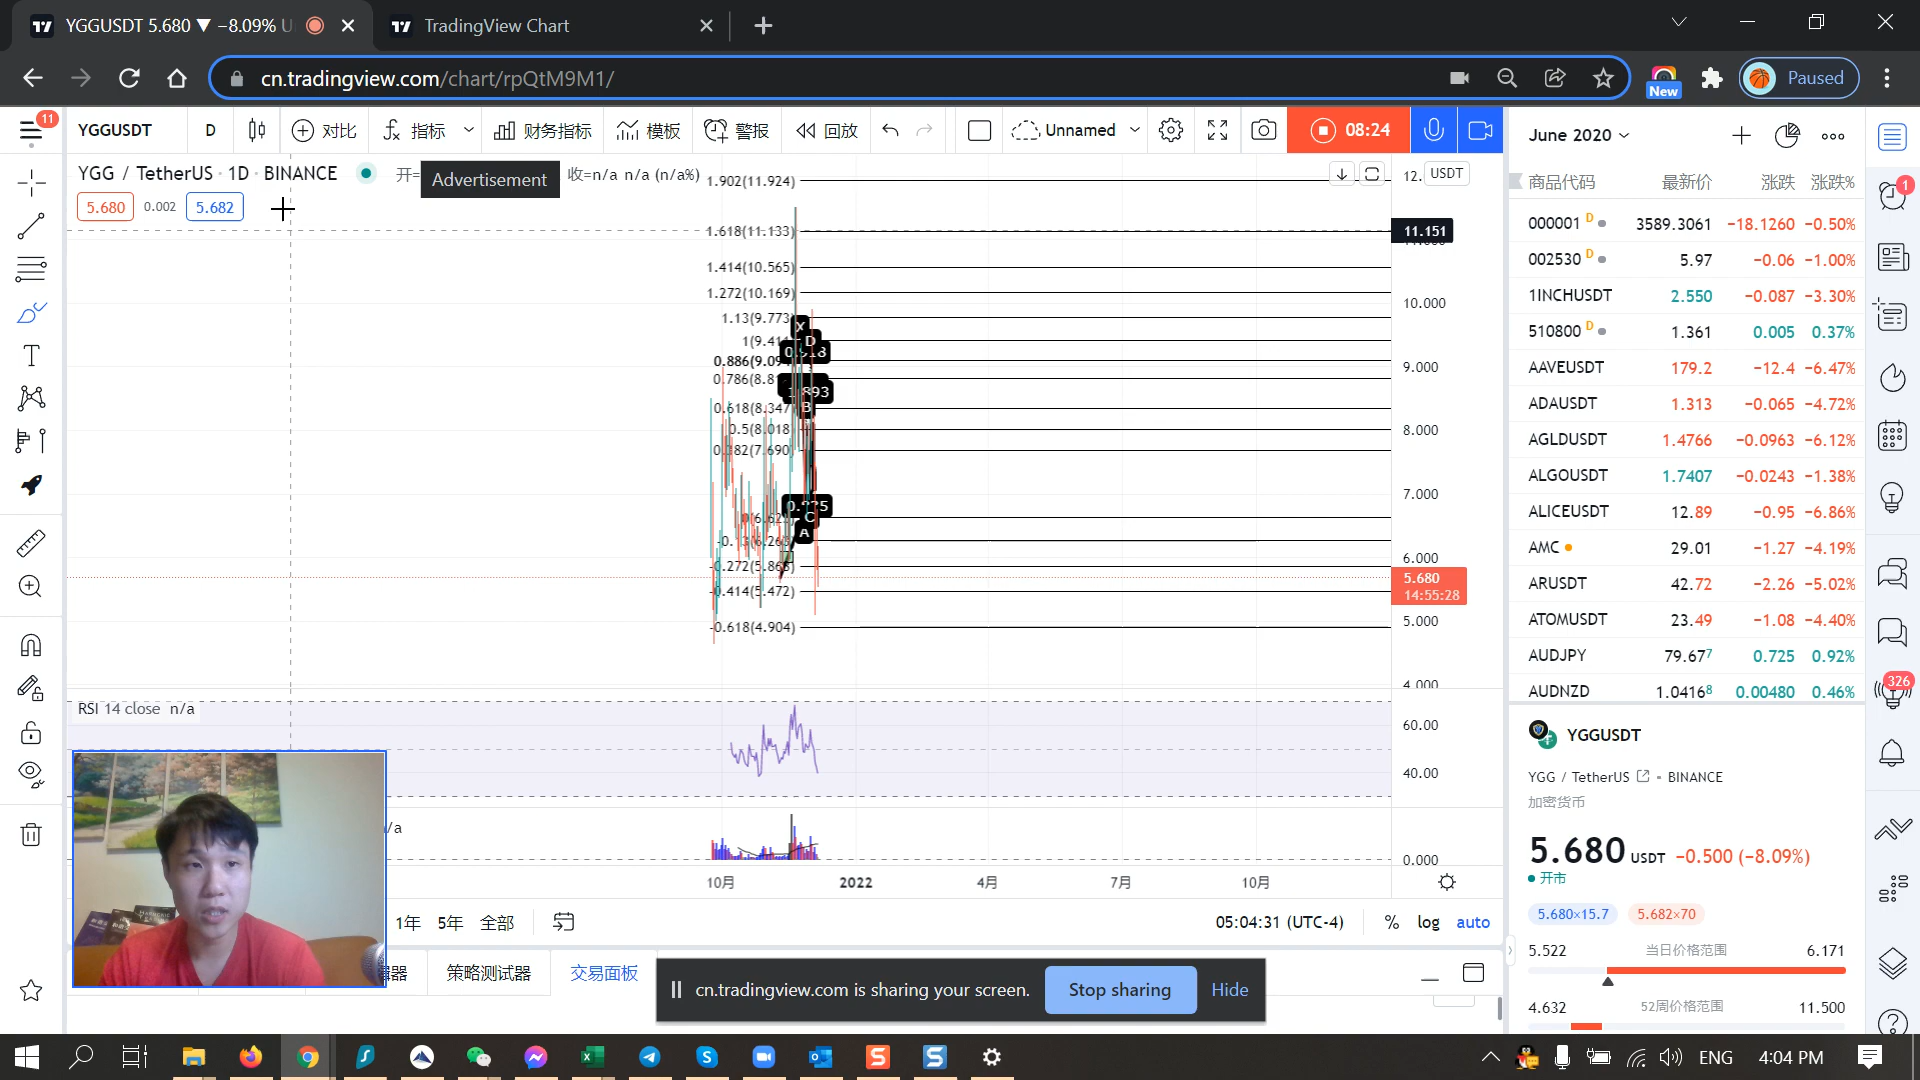 YGGUSDT 5.680 ▼ −8.09% U
TradingView Chart
cn.tradingview.com/chart/rpQtM9M1/
New
Paused
11
YGGUSDT
D
对比
指标
财务指标
模板
警报
回放
Unnamed
08:24
June 2020
YGG / TetherUS · 1D · BINANCE
开=
Advertisement
收=n/a n/a (n/a%)
5.680
0.002
5.682
12.
USDT
1.902(11.924)
1.618(11.133)
1.414(10.565)
1.272(10.169)
1.13(9.773)
0.618(8.347)
0.5(8.018)
-0.272(5.868)
-0.414(5.472)
-0.618(4.904)
X
D
B
C
A
11.151
10.000
9.000
8.000
7.000
6.000
5.680
14:55:28
5.000
4.000
RSI 14 close n/a
60.00
40.00
/a
0.000
10月
2022
4月
7月
10月
1年
5年
全部
05:04:31 (UTC-4)
%
log
auto
策略测试器
交易面板
cn.tradingview.com is sharing your screen.
Stop sharing
Hide
商品代码 最新价 涨跌 涨跌%
000001 D 3589.3061 −18.1260 −0.50%
002530 D 5.97 −0.06 −1.00%
1INCHUSDT 2.550 −0.087 −3.30%
510800 D 1.361 0.005 0.37%
AAVEUSDT 179.2 −12.4 −6.47%
ADAUSDT 1.313 −0.065 −4.72%
AGLDUSDT 1.4766 −0.0963 −6.12%
ALGOUSDT 1.7407 −0.0243 −1.38%
ALICEUSDT 12.89 −0.95 −6.86%
AMC 29.01 −1.27 −4.19%
ARUSDT 42.72 −2.26 −5.02%
ATOMUSDT 23.49 −1.08 −4.40%
AUDJPY 79.677 0.725 0.92%
AUDNZD 1.04168 0.00480 0.46%
YGGUSDT
YGG / TetherUS • BINANCE
加密货币
5.680 USDT −0.500 (−8.09%)
开市
5.680×15.7
5.682×70
5.522 当日价格范围 6.171
4.632 52周价格范围 11.500
1
326
ENG
4:04 PM